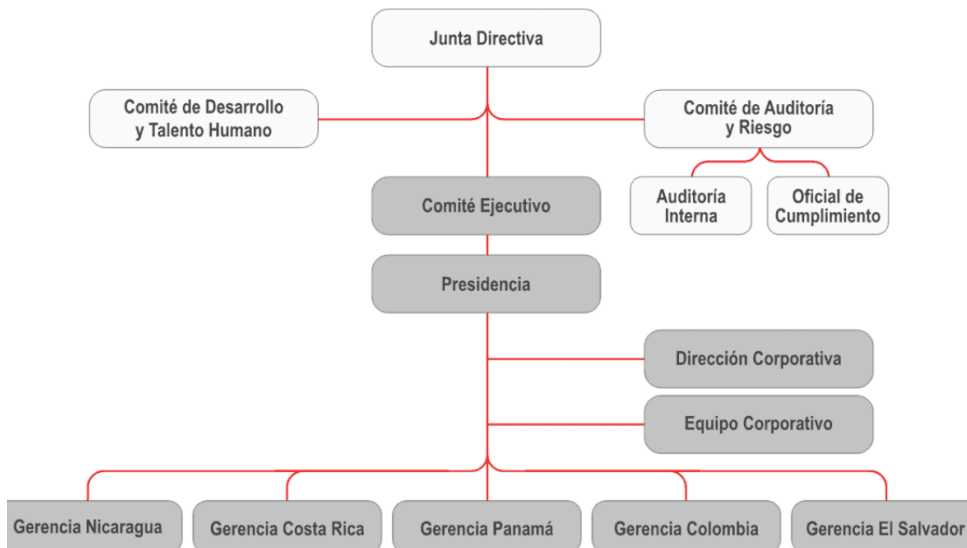 Junta Directiva
Comité de Desarrollo
y Talento Humano
Comité de Auditoría
y Riesgo
Auditoría
Interna
Oficial de
Cumplimiento
Comité Ejecutivo
Presidencia
Dirección Corporativa
Equipo Corporativo
Gerencia Nicaragua
Gerencia Costa Rica
Gerencia Panamá
Gerencia Colombia
Gerencia El Salvador